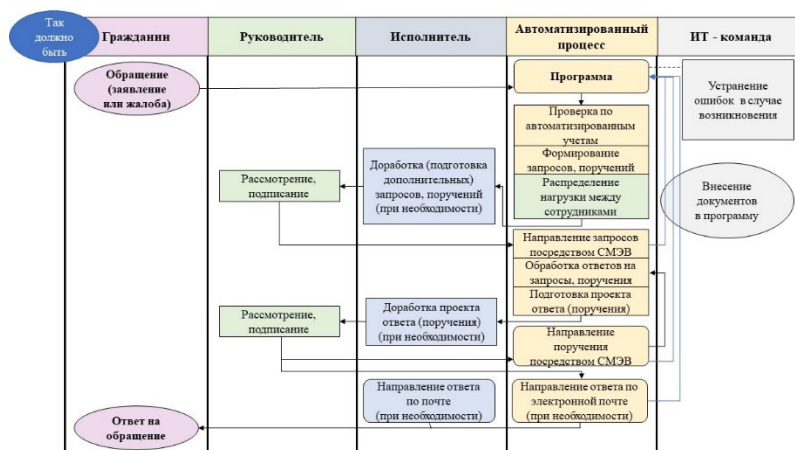 Так
должно
быть
Гражданин
Руководитель
Исполнитель
Автоматизированный
процесс
ИТ - команда
Обращение
(заявление
или жалоба)
Программа
Устранение
ошибок в случае
возникновения
Проверка по
автоматизированным
учетам
Формирование
запросов, поручений
Распределение
нагрузки между
сотрудниками
Доработка (подготовка
дополнительных)
запросов, поручений
(при необходимости)
Рассмотрение,
подписание
Внесение
документов
в программу
Направление запросов
посредством СМЭВ
Обработка ответов на
запросы, поручения
Подготовка проекта
ответа (поручения)
Доработка проекта
ответа (поручения)
(при необходимости)
Рассмотрение,
подписание
Направление
поручения
посредством СМЭВ
Направление ответа
по почте
(при необходимости)
Направление ответа по
электронной почте
(при необходимости)
Ответ на
обращение